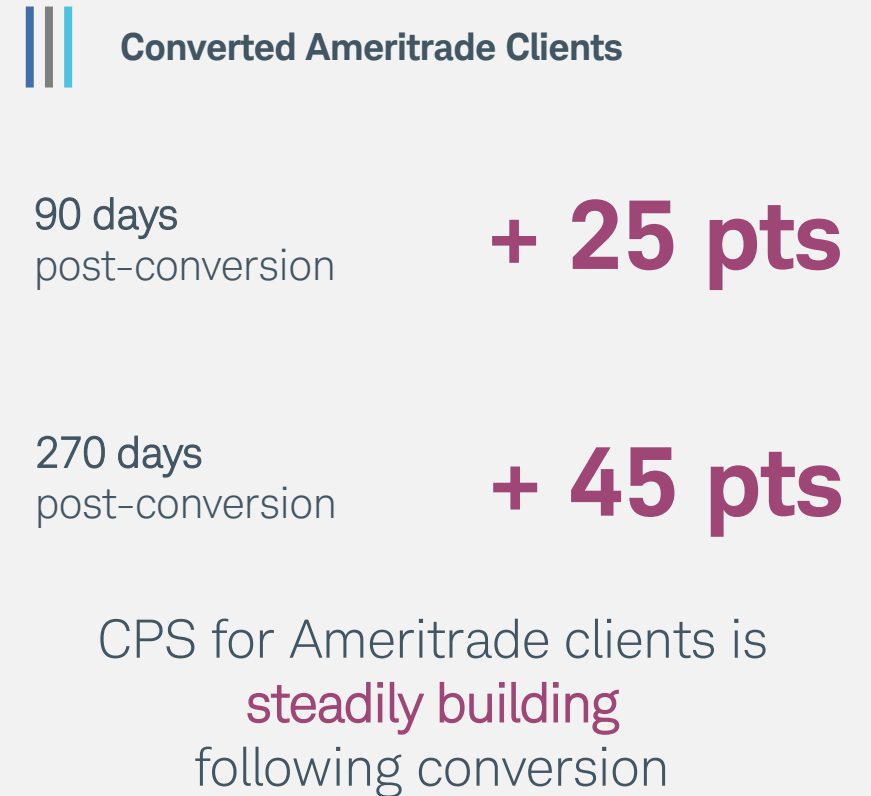 Converted Ameritrade Clients
90 days
post-conversion
+ 25 pts
270 days
post-conversion
+ 45 pts
CPS for Ameritrade clients is
steadily building
following conversion